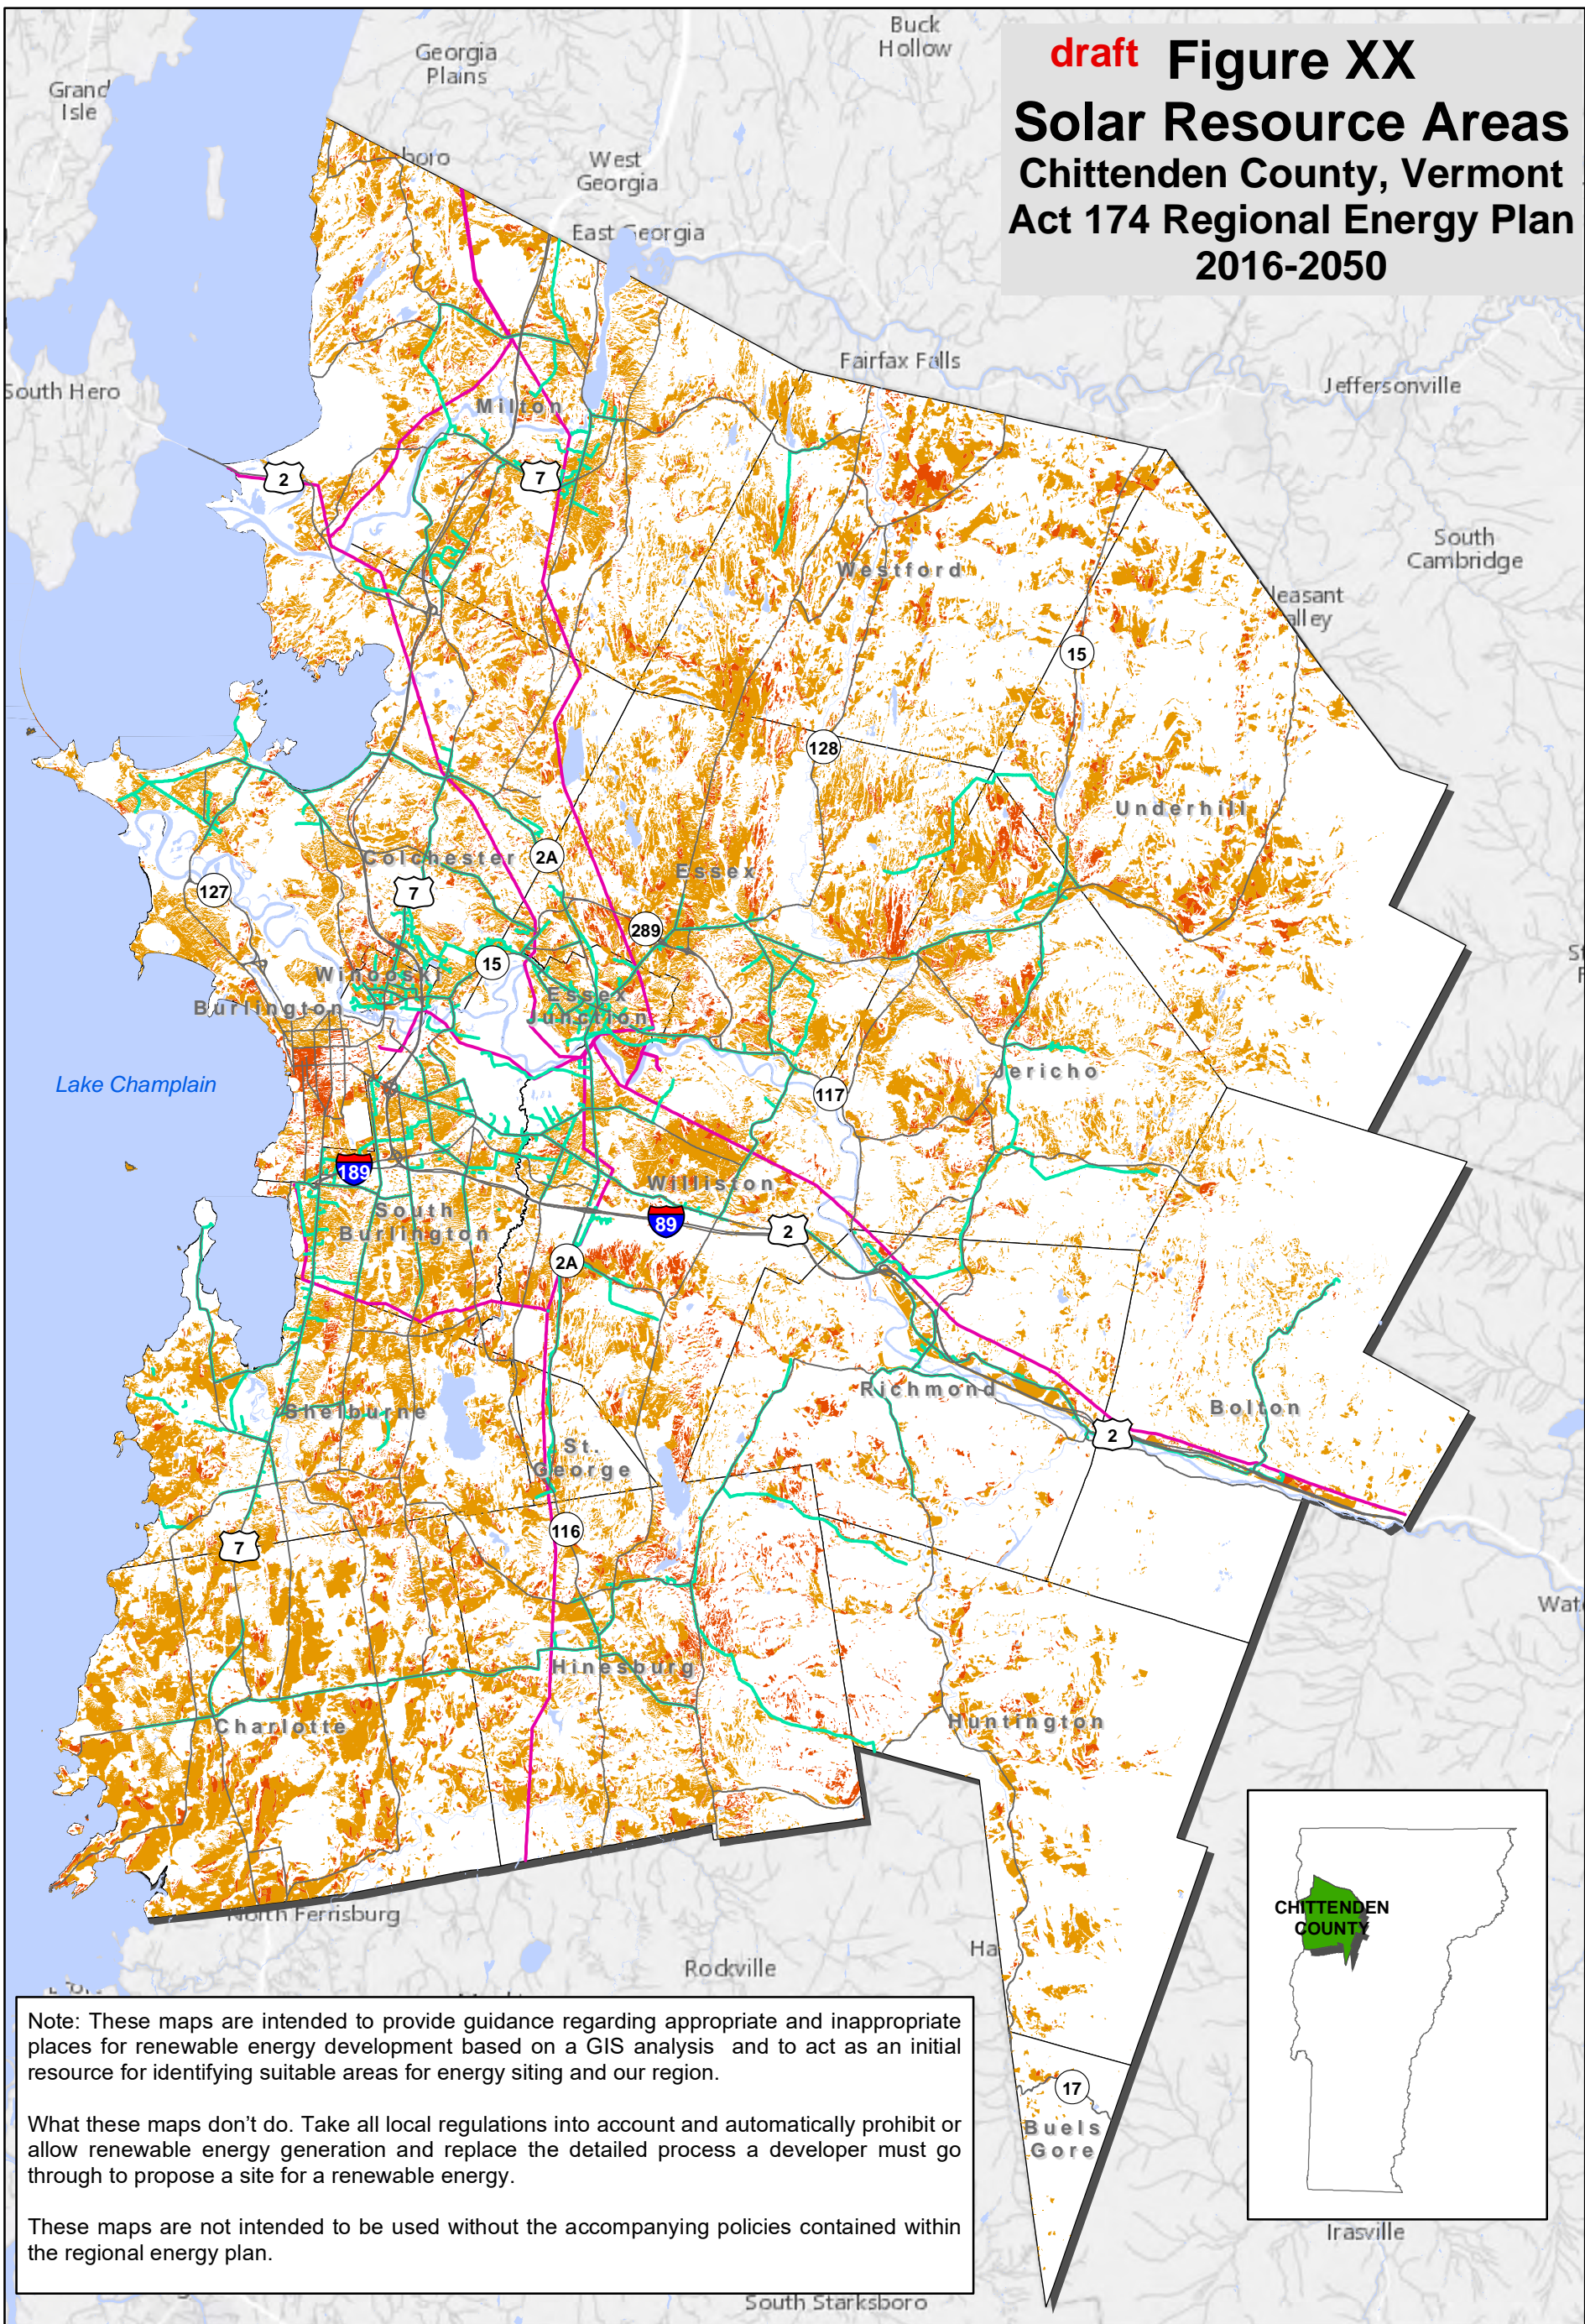 draft Figure XX
Solar Resource Areas
Chittenden County, Vermont
Act 174 Regional Energy Plan
2016-2050
Buck
Hollow
Georgia
Plains
Grand
Isle
boro
West
Georgia
East Georgia
Fairfax Falls
Jeffersonville
South Hero
Milton
2
7
South
Cambridge
Westford
leasant
alley
15
128
Underhill
Colchester
2A
Essex
7
127
289
15
Winooski
Essex
Junction
Burlington
Lake Champlain
Jericho
117
189
Williston
South
Burlington
89
2
2A
Richmond
Bolton
Shelburne
2
St.
George
116
7
Wat
Hinesburg
Charlotte
Huntington
CHITTENDEN
COUNTY
North Ferrisburg
Ha
Rockville
Note: These maps are intended to provide guidance regarding appropriate and inappropriate
places for renewable energy development based on a GIS analysis and to act as an initial
resource for identifying suitable areas for energy siting and our region.
What these maps don't do. Take all local regulations into account and automatically prohibit or
allow renewable energy generation and replace the detailed process a developer must go
through to propose a site for a renewable energy.
These maps are not intended to be used without the accompanying policies contained within
the regional energy plan.
17
Buels
Gore
Irasville
South Starksboro